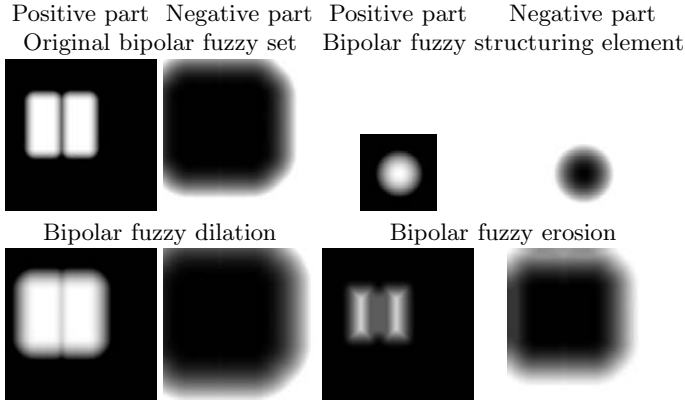 Positive part Negative part Positive part Negative part
Original bipolar fuzzy set Bipolar fuzzy structuring element
Bipolar fuzzy dilation Bipolar fuzzy erosion